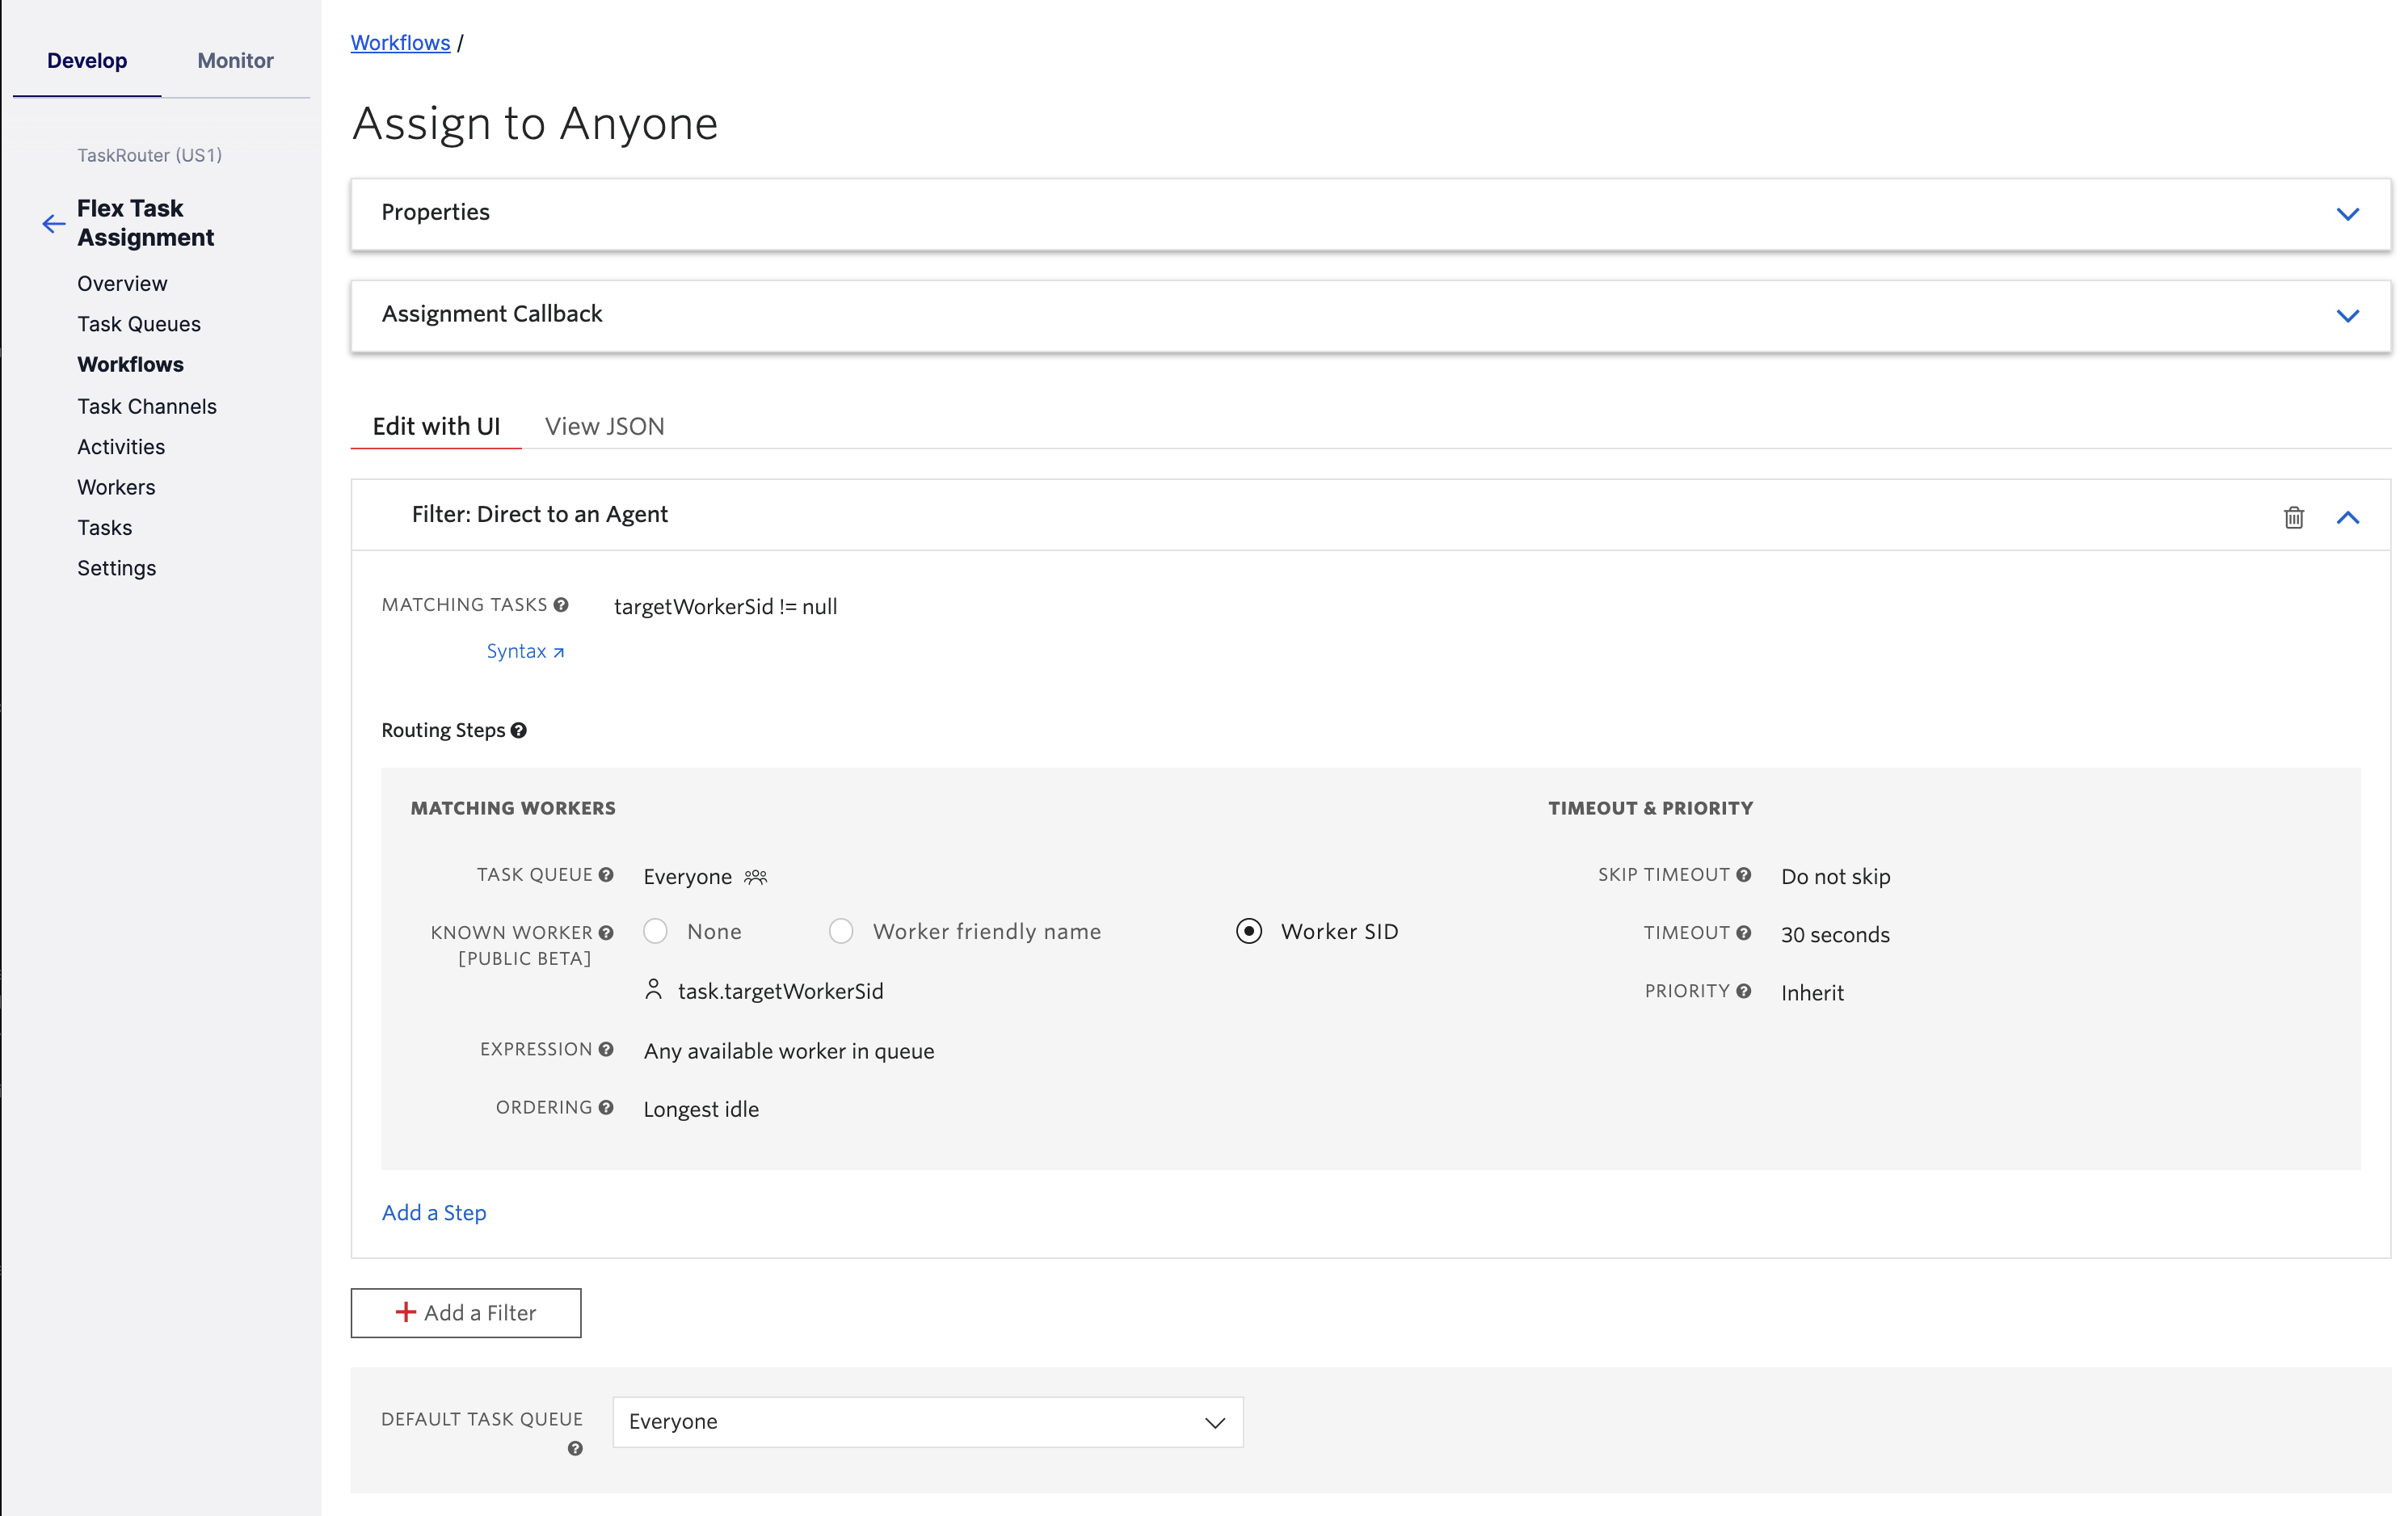 Develop
Monitor
TaskRouter (US1)
Flex Task
Assignment
Overview
Task Queues
Workflows
Task Channels
Activities
Workers
Tasks
Settings
Workflows /
Assign to Anyone
Properties
Assignment Callback
Edit with UI
View JSON
Filter: Direct to an Agent
MATCHING TASKS ?
targetWorkerSid != null
Syntax ↗
Routing Steps ?
MATCHING WORKERS
TASK QUEUE ?
Everyone
KNOWN WORKER ?
[PUBLIC BETA]
None
Worker friendly name
Worker SID
task.targetWorkerSid
EXPRESSION ?
Any available worker in queue
ORDERING ?
Longest idle
TIMEOUT & PRIORITY
SKIP TIMEOUT ?
Do not skip
TIMEOUT ?
30 seconds
PRIORITY ?
Inherit
Add a Step
+ Add a Filter
DEFAULT TASK QUEUE
?
Everyone